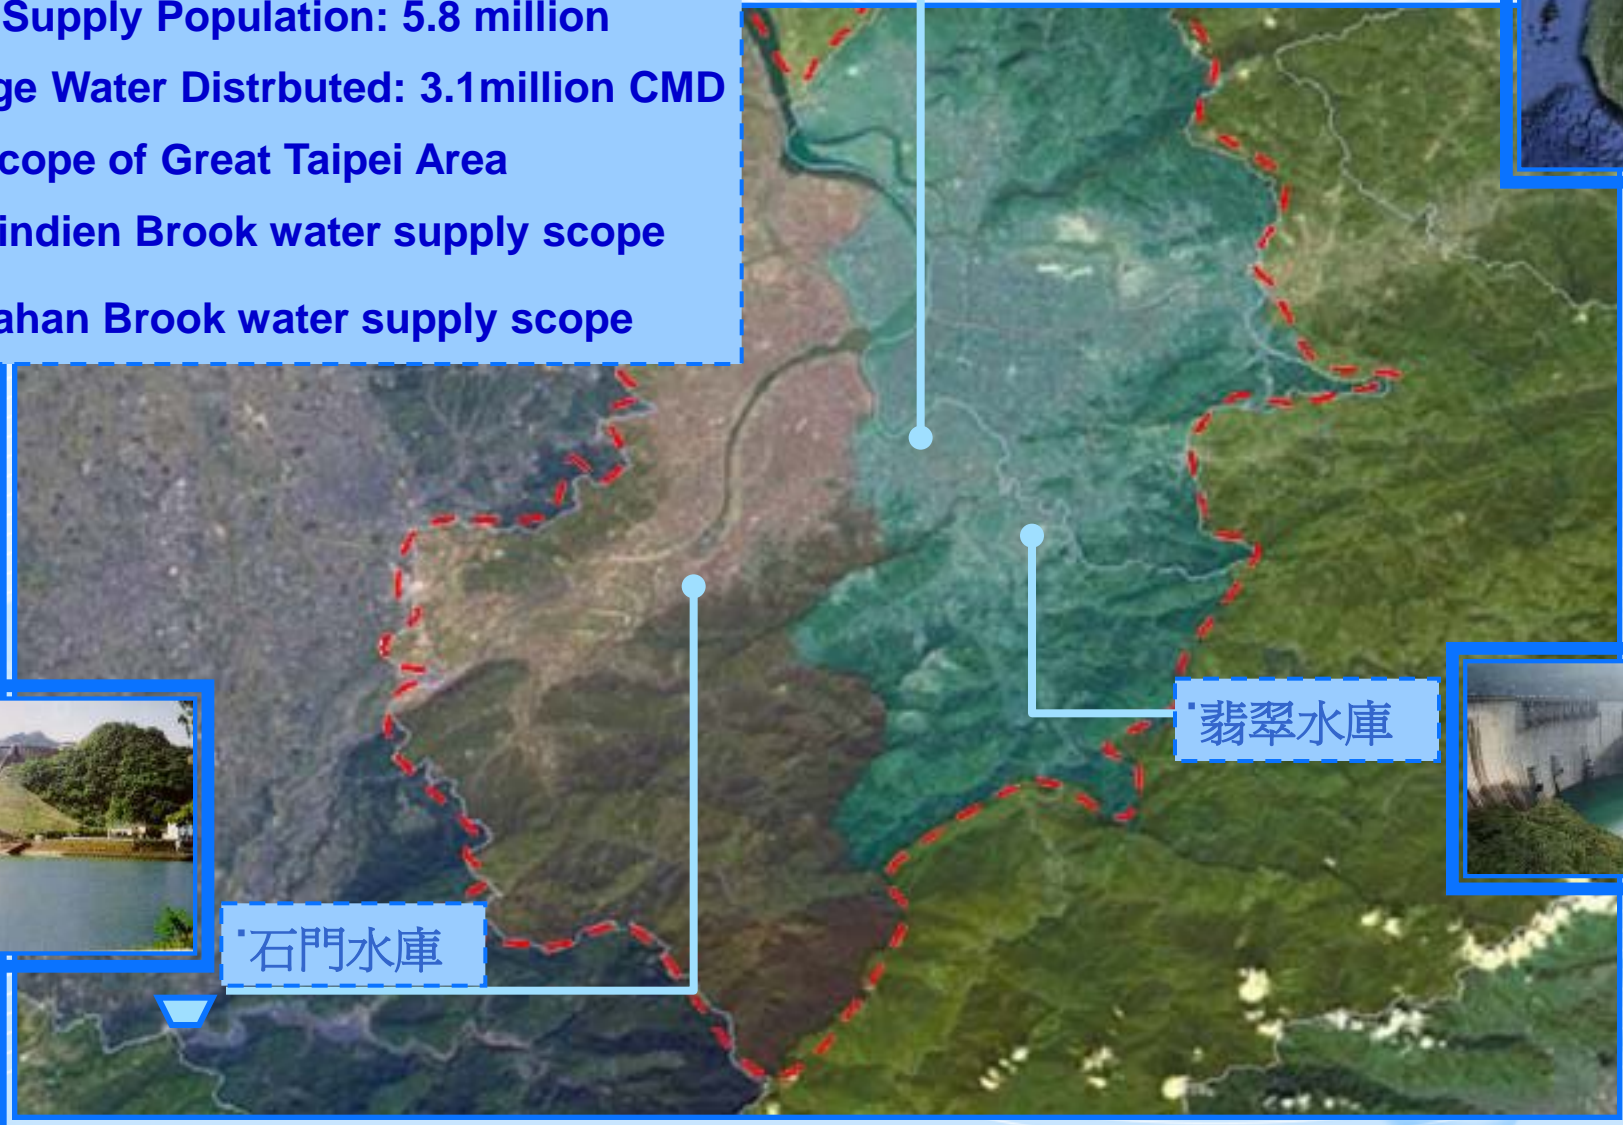 Supply Population: 5.8 million
ge Water Distrbuted: 3.1million CMD
cope of Great Taipei Area
indien Brook water supply scope
ahan Brook water supply scope
翡翠水庫
石門水庫